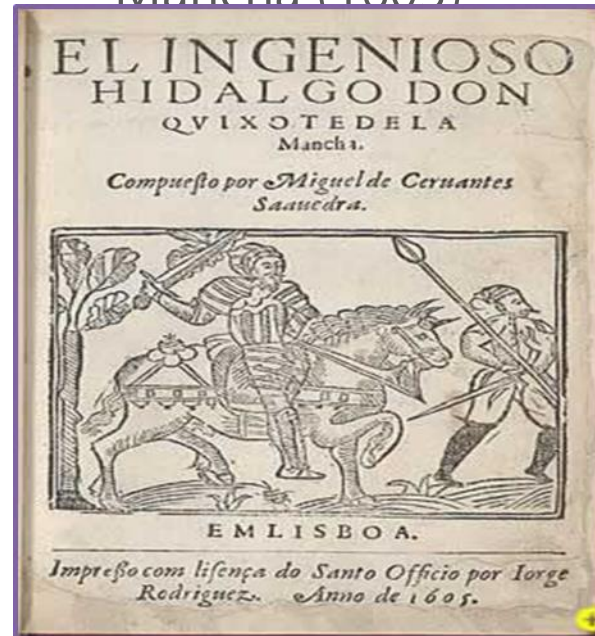 EL INGENIOSO
HIDALGO DON
QVIXOTE DE LA
Mancha.
Compuesto por Miguel de Ceruantes
Saauedra.
EM LISBOA.
Impresso com lisença do Santo Officio por Iorge
Rodriguez. Anno de 1605.